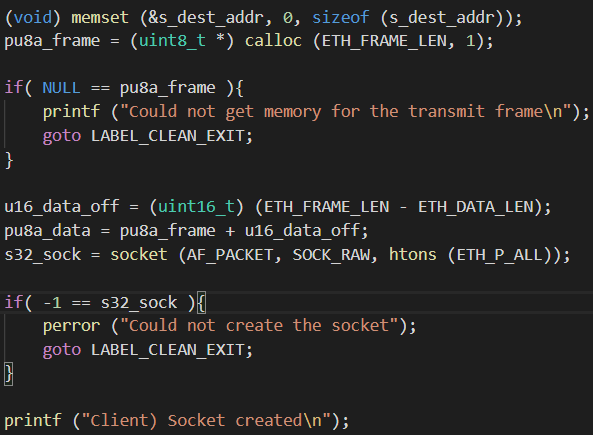 (void) memset (&s_dest_addr, 0, sizeof (s_dest_addr));
pu8a_frame = (uint8_t *) calloc (ETH_FRAME_LEN, 1);
if( NULL == pu8a_frame ){
printf ("Could not get memory for the transmit frame\n");
goto LABEL_CLEAN_EXIT;
}
u16_data_off = (uint16_t) (ETH_FRAME_LEN - ETH_DATA_LEN);
pu8a_data = pu8a_frame + u16_data_off;
s32_sock = socket (AF_PACKET, SOCK_RAW, htons (ETH_P_ALL));
if( -1 == s32_sock ){
perror ("Could not create the socket");
goto LABEL_CLEAN_EXIT;
}
printf ("Client) Socket created\n");